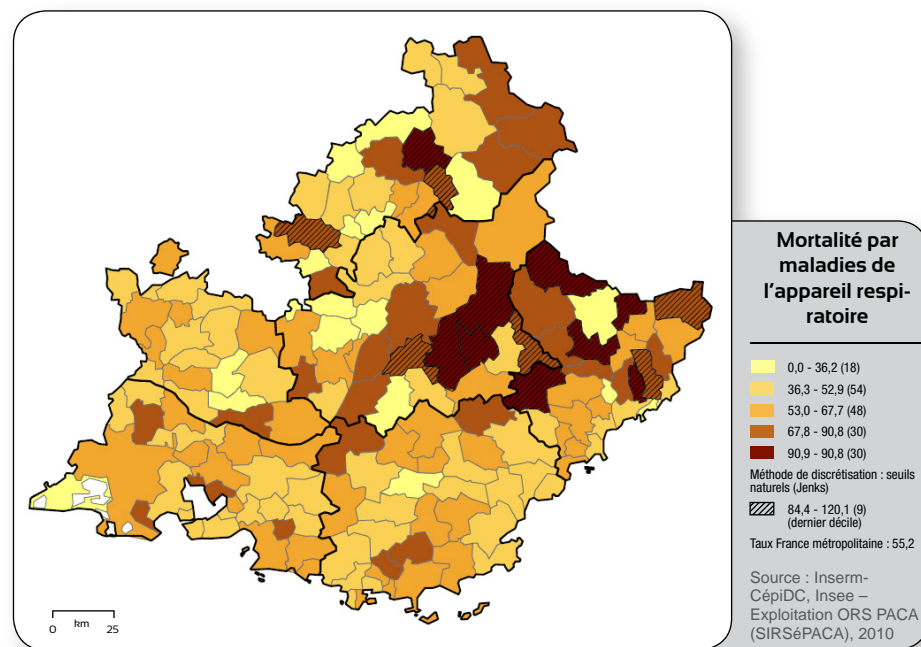 Mortalité par
maladies de
l'appareil respi-
ratoire
0,0 - 36,2 (18)
36,3 - 52,9 (54)
53,0 - 67,7 (48)
67,8 - 90,8 (30)
90,9 - 90,8 (30)
Méthode de discrétisation : seuils
naturels (Jenks)
84,4 - 120,1 (9)
(dernier décile)
Taux France métropolitaine : 55,2
Source : Inserm-
CépiDC, Insee –
Exploitation ORS PACA
(SIRSéPACA), 2010
km
0 25